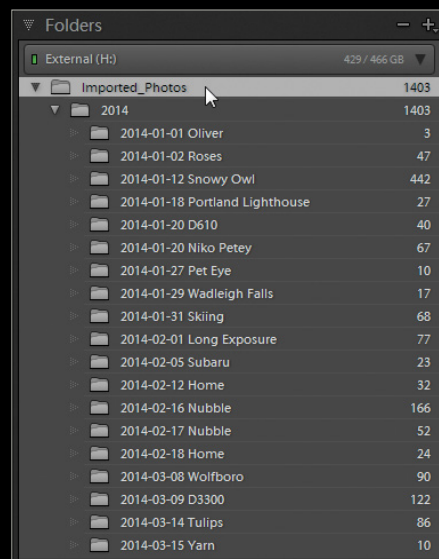 Folders
External (H:) 429 / 466 GB
Imported_Photos 1403
2014 1403
2014-01-01 Oliver 3
2014-01-02 Roses 47
2014-01-12 Snowy Owl 442
2014-01-18 Portland Lighthouse 27
2014-01-20 D610 40
2014-01-20 Niko Petey 67
2014-01-27 Pet Eye 10
2014-01-29 Wadleigh Falls 17
2014-01-31 Skiing 68
2014-02-01 Long Exposure 77
2014-02-05 Subaru 23
2014-02-12 Home 32
2014-02-16 Nubble 166
2014-02-17 Nubble 52
2014-02-18 Home 24
2014-03-08 Wolfboro 90
2014-03-09 D3300 122
2014-03-14 Tulips 86
2014-03-15 Yarn 10